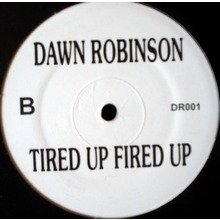 DAWN ROBINSON
B
DR001
TIRED UP FIRED UP